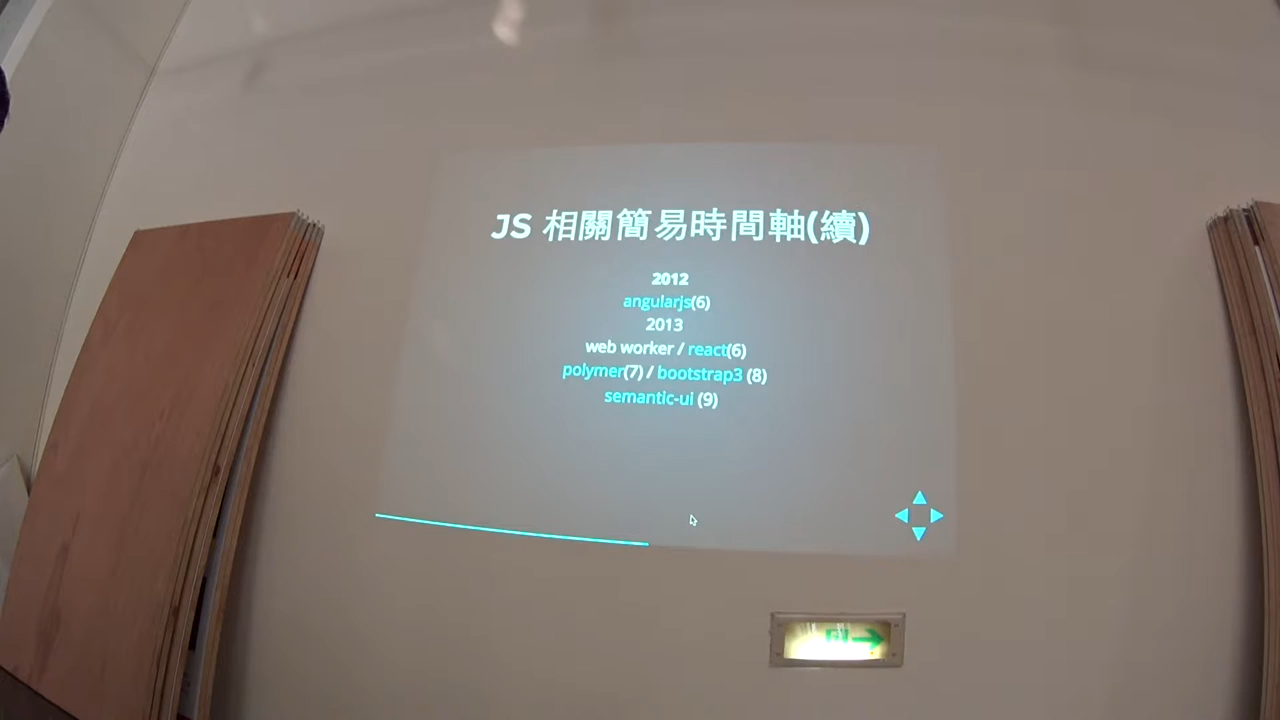 JS 相關簡易時間軸(續)
2012
angularjs(6)
2013
web worker / react(6)
polymer(7) / bootstrap3 (8)
semantic-ui (9)